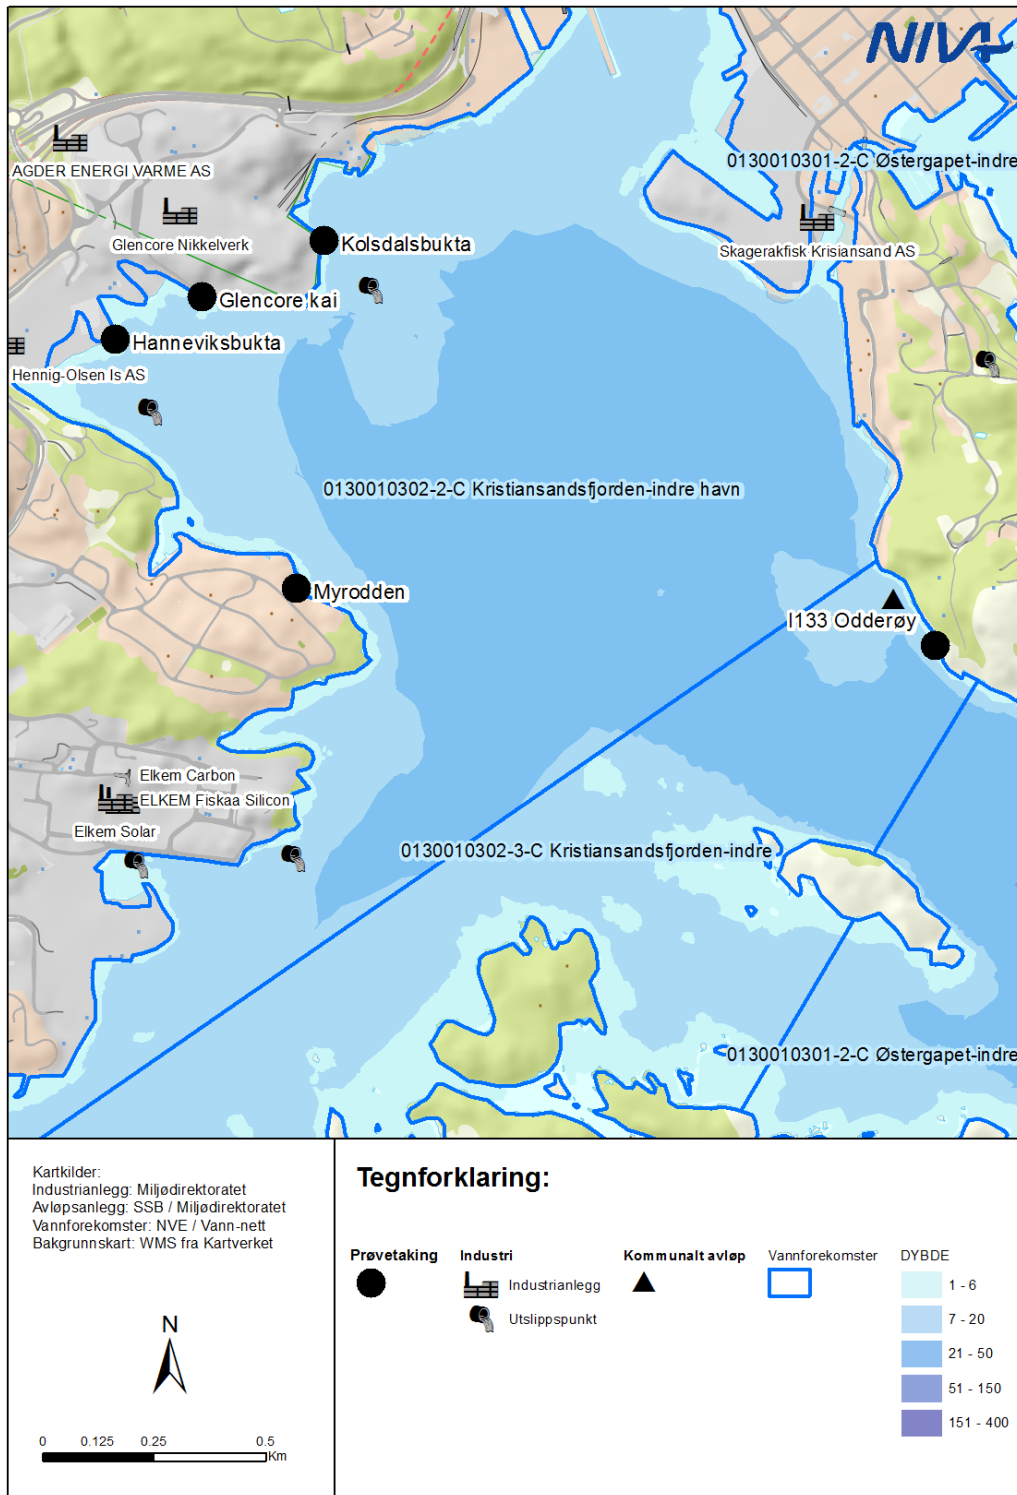 NIVA
0130010301-2-C Østergapet-indre
AGDER ENERGI VARME AS
Glencore Nikkelverk
Kolsdalsbukta
Skagerakfisk Krisiansand AS
Glencore kai
Hanneviksbukta
Hennig-Olsen Is AS
0130010302-2-C Kristiansandsfjorden-indre havn
Myrodden
I133 Odderøy
Elkem Carbon
ELKEM Fiskaa Silicon
Elkem Solar
0130010302-3-C Kristiansandsfjorden-indre
0130010301-2-C Østergapet-indre
Kartkilder:
Industrianlegg: Miljødirektoratet
Avløpsanlegg: SSB / Miljødirektoratet
Vannforekomster: NVE / Vann-nett
Bakgrunnskart: WMS fra Kartverket
N
0 0.125 0.25 0.5
Km
Tegnforklaring:
Prøvetaking Industri Kommunalt avløp Vannforekomster DYBDE
Industrianlegg
Utslippspunkt
1 - 6
7 - 20
21 - 50
51 - 150
151 - 400